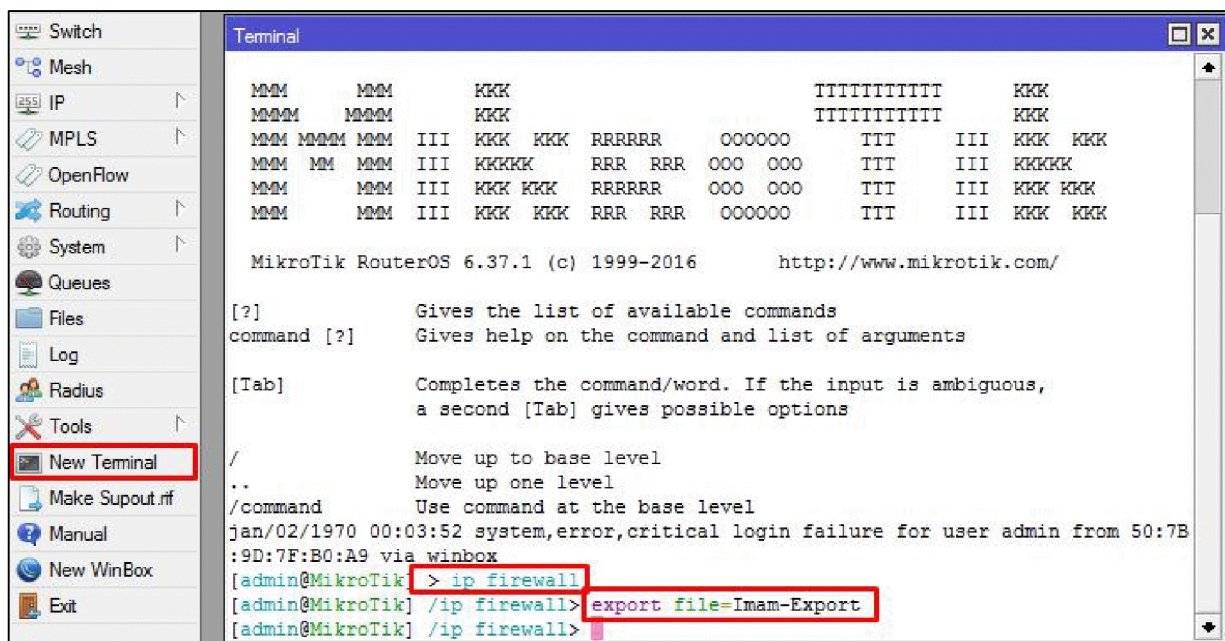 Switch
Mesh
IP
MPLS
OpenFlow
Routing
System
Queues
Files
Log
Radius
Tools
New Terminal
Make Supout.rif
Manual
New WinBox
Exit
Terminal
MMM      MMM       KKK                          TTTTTTTTTTT      KKK
MMMM    MMMM       KKK                          TTTTTTTTTTT      KKK
MMM MMMM MMM  III  KKK  KKK  RRRRRR     OOOOOO      TTT     III  KKK  KKK
MMM  MM  MMM  III  KKKKK     RRR  RRR  OOO  OOO     TTT     III  KKKKK
MMM      MMM  III  KKK KKK   RRRRRR    OOO  OOO     TTT     III  KKK KKK
MMM      MMM  III  KKK  KKK  RRR  RRR   OOOOOO      TTT     III  KKK  KKK
MikroTik RouterOS 6.37.1 (c) 1999-2016       http://www.mikrotik.com/
[?]             Gives the list of available commands
command [?]     Gives help on the command and list of arguments
[Tab]           Completes the command/word. If the input is ambiguous,
a second [Tab] gives possible options
/               Move up to base level
..              Move up one level
/command        Use command at the base level
jan/02/1970 00:03:52 system,error,critical login failure for user admin from 50:7B
:9D:7F:B0:A9 via winbox
[admin@MikroTik] > ip firewall
[admin@MikroTik] /ip firewall> export file=Imam-Export
[admin@MikroTik] /ip firewall>